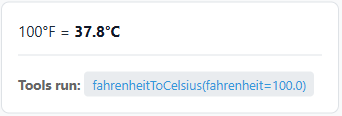 100°F = 37.8°C
Tools run: fahrenheitToCelsius(fahrenheit=100.0)